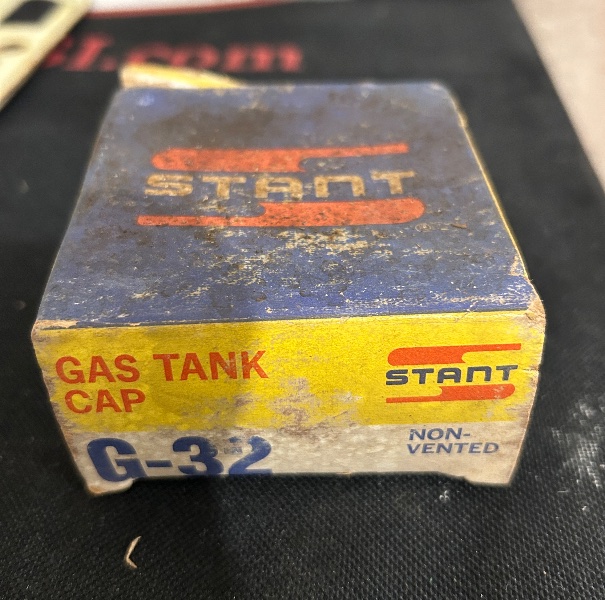 STANT
GAS TANK
CAP
STANT
G-32
NON-
VENTED